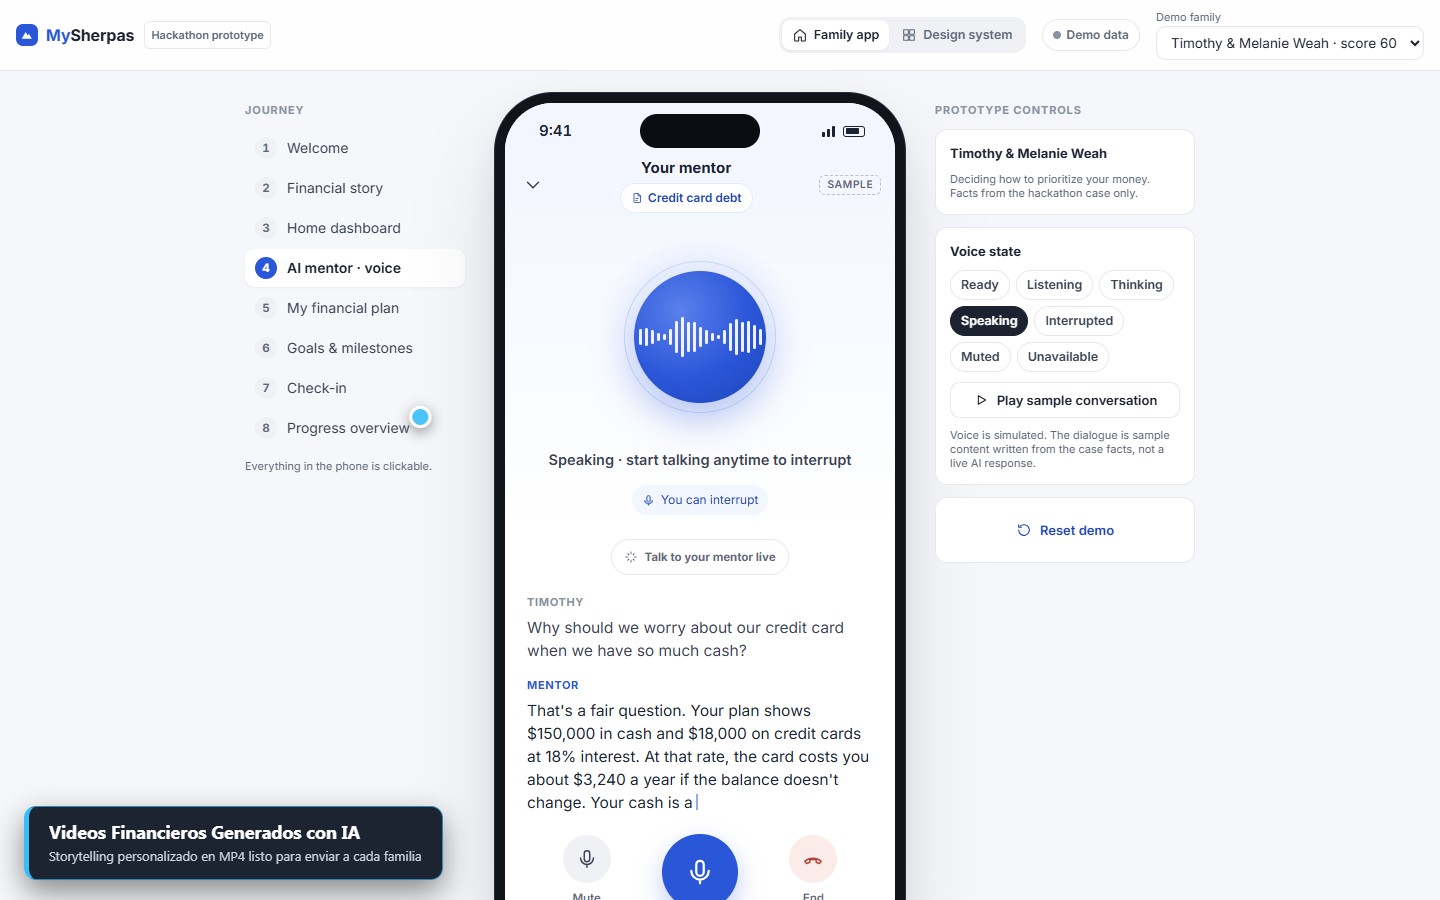 MySherpas
Hackathon prototype
Family app
Design system
Demo data
Demo family
Timothy & Melanie Weah · score 60
JOURNEY
1 Welcome
2 Financial story
3 Home dashboard
4 AI mentor · voice
5 My financial plan
6 Goals & milestones
7 Check-in
8 Progress overview
Everything in the phone is clickable.
9:41
Your mentor
Credit card debt
SAMPLE
Speaking · start talking anytime to interrupt
You can interrupt
Talk to your mentor live
TIMOTHY
Why should we worry about our credit card
when we have so much cash?
MENTOR
That's a fair question. Your plan shows
$150,000 in cash and $18,000 on credit cards
at 18% interest. At that rate, the card costs you
about $3,240 a year if the balance doesn't
change. Your cash is a
Mute
End
PROTOTYPE CONTROLS
Timothy & Melanie Weah
Deciding how to prioritize your money.
Facts from the hackathon case only.
Voice state
Ready
Listening
Thinking
Speaking
Interrupted
Muted
Unavailable
Play sample conversation
Voice is simulated. The dialogue is sample
content written from the case facts, not a
live AI response.
Reset demo
Videos Financieros Generados con IA
Storytelling personalizado en MP4 listo para enviar a cada familia